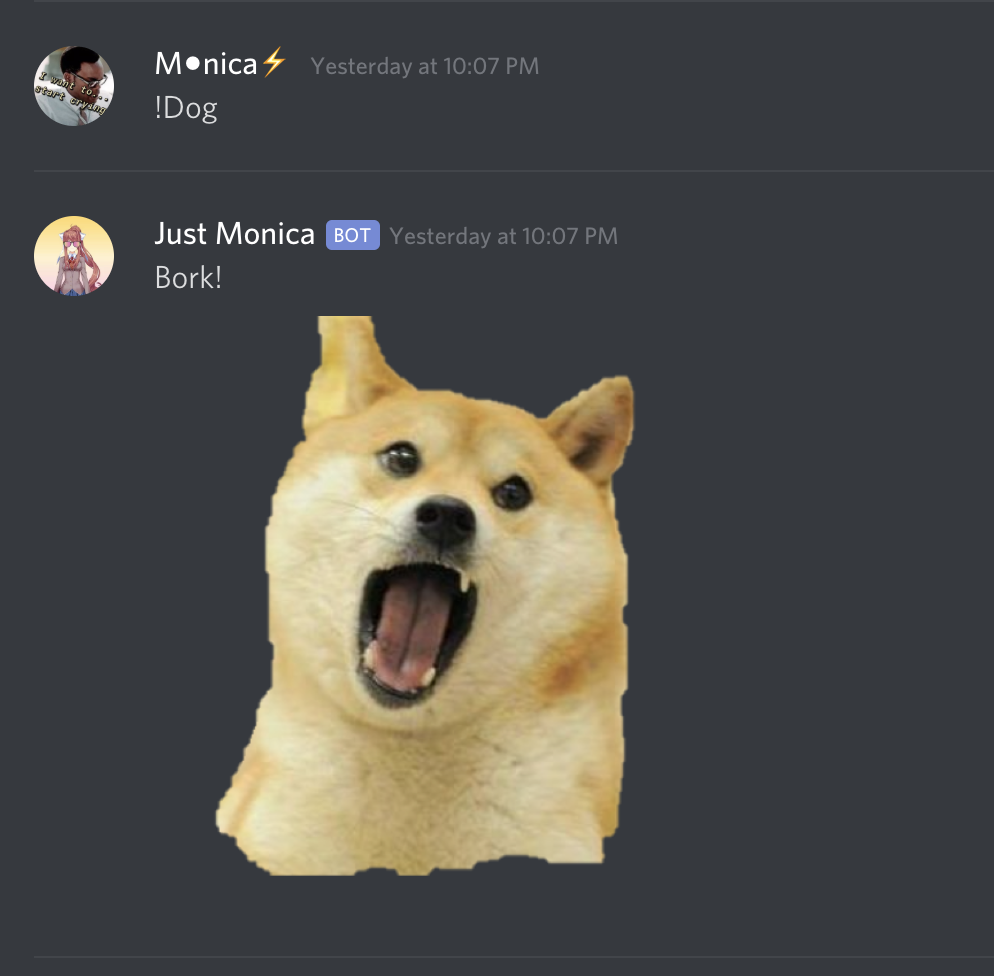 M●nica⚡ Yesterday at 10:07 PM
I want to...
start crying
!Dog
Just Monica BOT Yesterday at 10:07 PM
Bork!